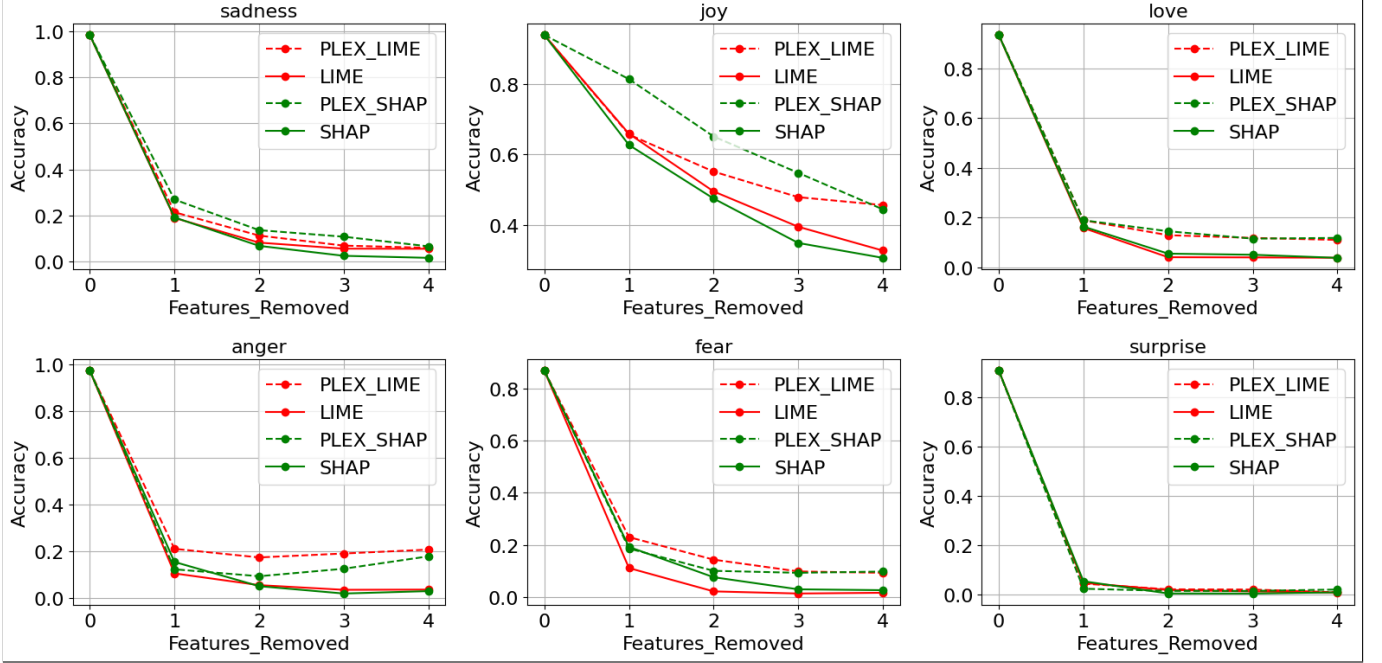 sadness
Accuracy
1.0
0.8
0.6
0.4
0.2
0.0
PLEX_LIME
LIME
PLEX_SHAP
SHAP
0 1 2 3 4
Features_Removed
joy
Accuracy
0.8
0.6
0.4
PLEX_LIME
LIME
PLEX_SHAP
SHAP
0 1 2 3 4
Features_Removed
love
Accuracy
0.8
0.6
0.4
0.2
0.0
PLEX_LIME
LIME
PLEX_SHAP
SHAP
0 1 2 3 4
Features_Removed
anger
Accuracy
1.0
0.8
0.6
0.4
0.2
0.0
PLEX_LIME
LIME
PLEX_SHAP
SHAP
0 1 2 3 4
Features_Removed
fear
Accuracy
0.8
0.6
0.4
0.2
0.0
PLEX_LIME
LIME
PLEX_SHAP
SHAP
0 1 2 3 4
Features_Removed
surprise
Accuracy
0.8
0.6
0.4
0.2
0.0
PLEX_LIME
LIME
PLEX_SHAP
SHAP
0 1 2 3 4
Features_Removed